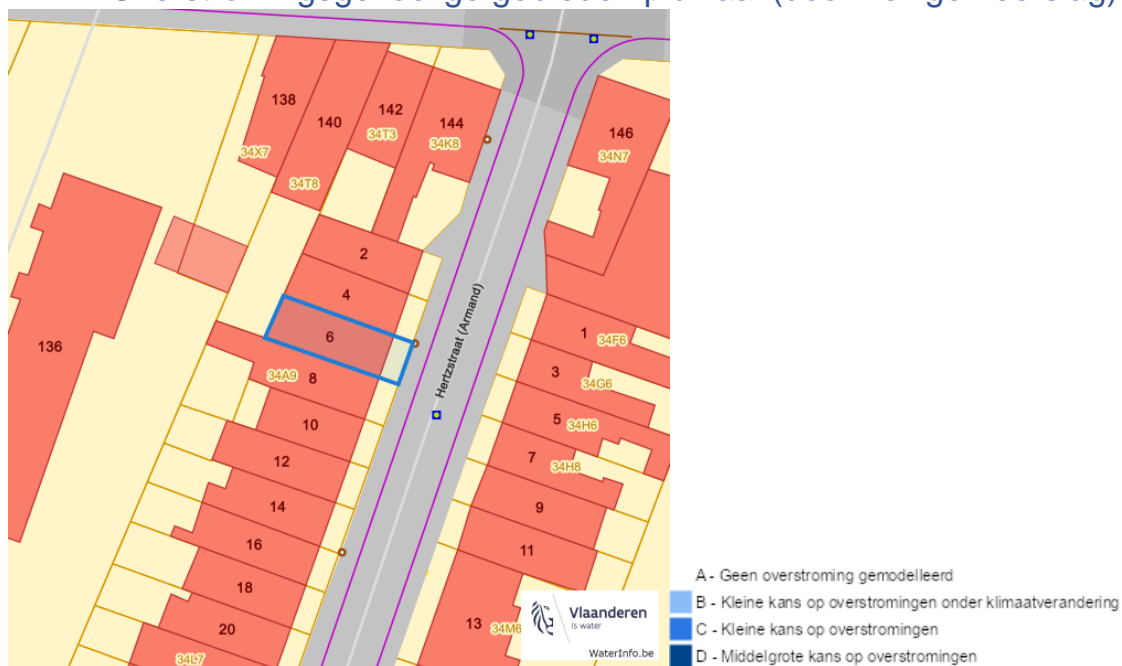 138
140
142
144
146
34X7
34T8
34T3
34K8
34N7
2
4
6
8
10
12
14
16
18
20
136
34A9
34L7
Hertzstraat (Armand)
1
34F6
3
34G6
5
34H6
7
34H8
9
11
13
34M6
Vlaanderen
is water
WaterInfo.be
A - Geen overstroming gemodelleerd
B - Kleine kans op overstromingen onder klimaatverandering
C - Kleine kans op overstromingen
D - Middelgrote kans op overstromingen